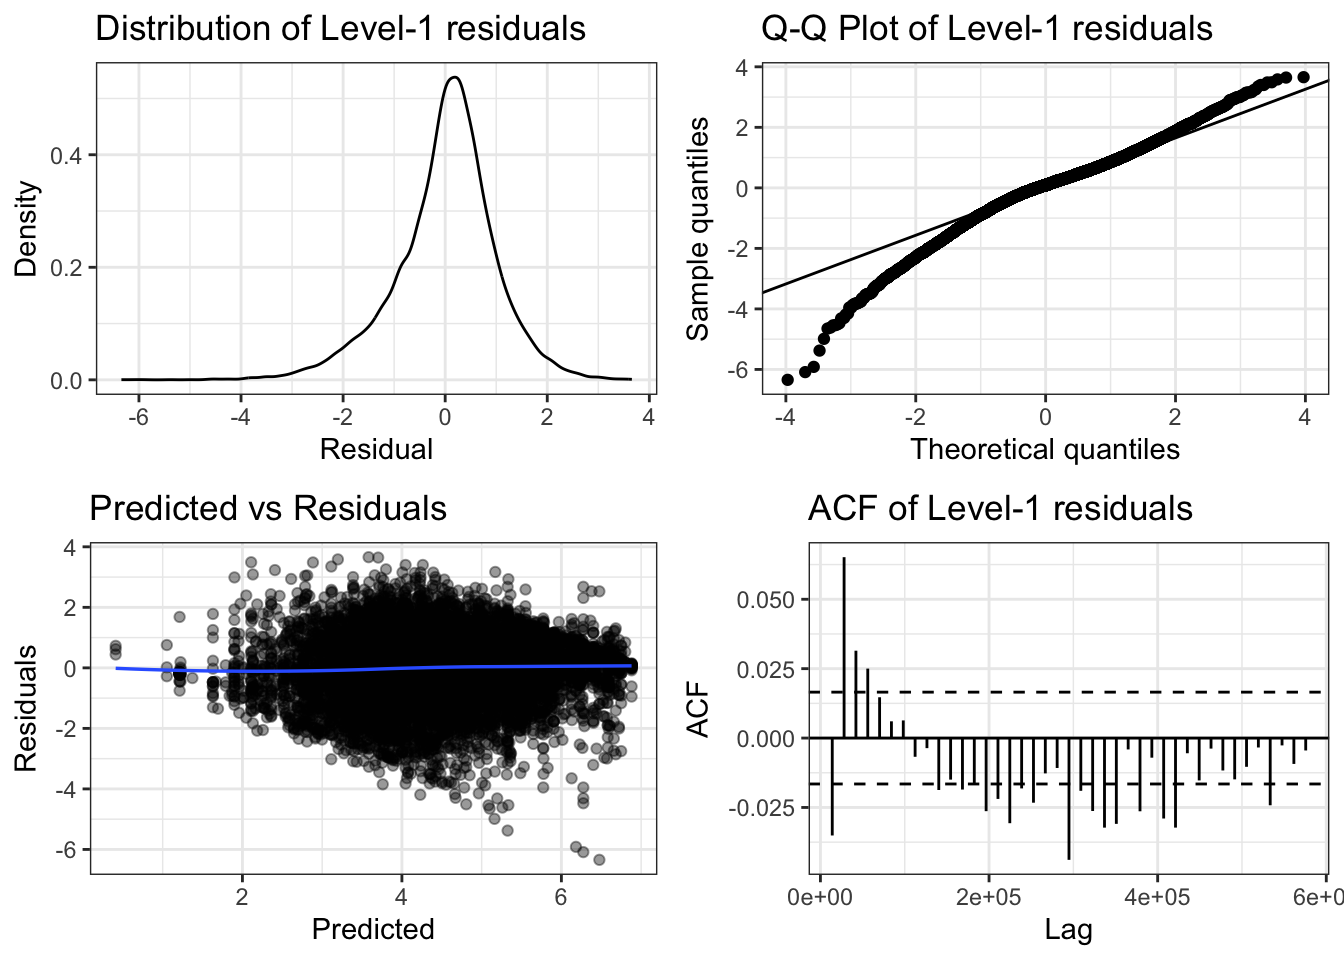 Distribution of Level-1 residuals
Density
0.4
0.2
0.0
-6 -4 -2 0 2 4
Residual
Q-Q Plot of Level-1 residuals
Sample quantiles
4
2
0
-2
-4
-6
-4 -2 0 2 4
Theoretical quantiles
Predicted vs Residuals
Residuals
4
2
0
-2
-4
-6
2 4 6
Predicted
ACF of Level-1 residuals
ACF
0.050
0.025
0.000
-0.025
0e+00 2e+05 4e+05 6e+0
Lag